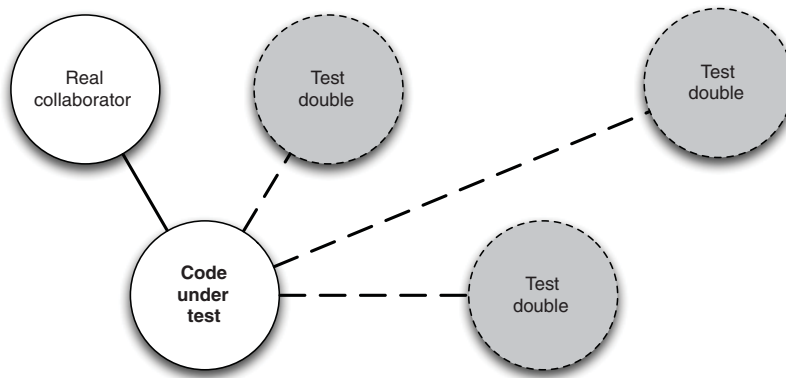 Real
collaborator
Test
double
Test
double
Code
under
test
Test
double